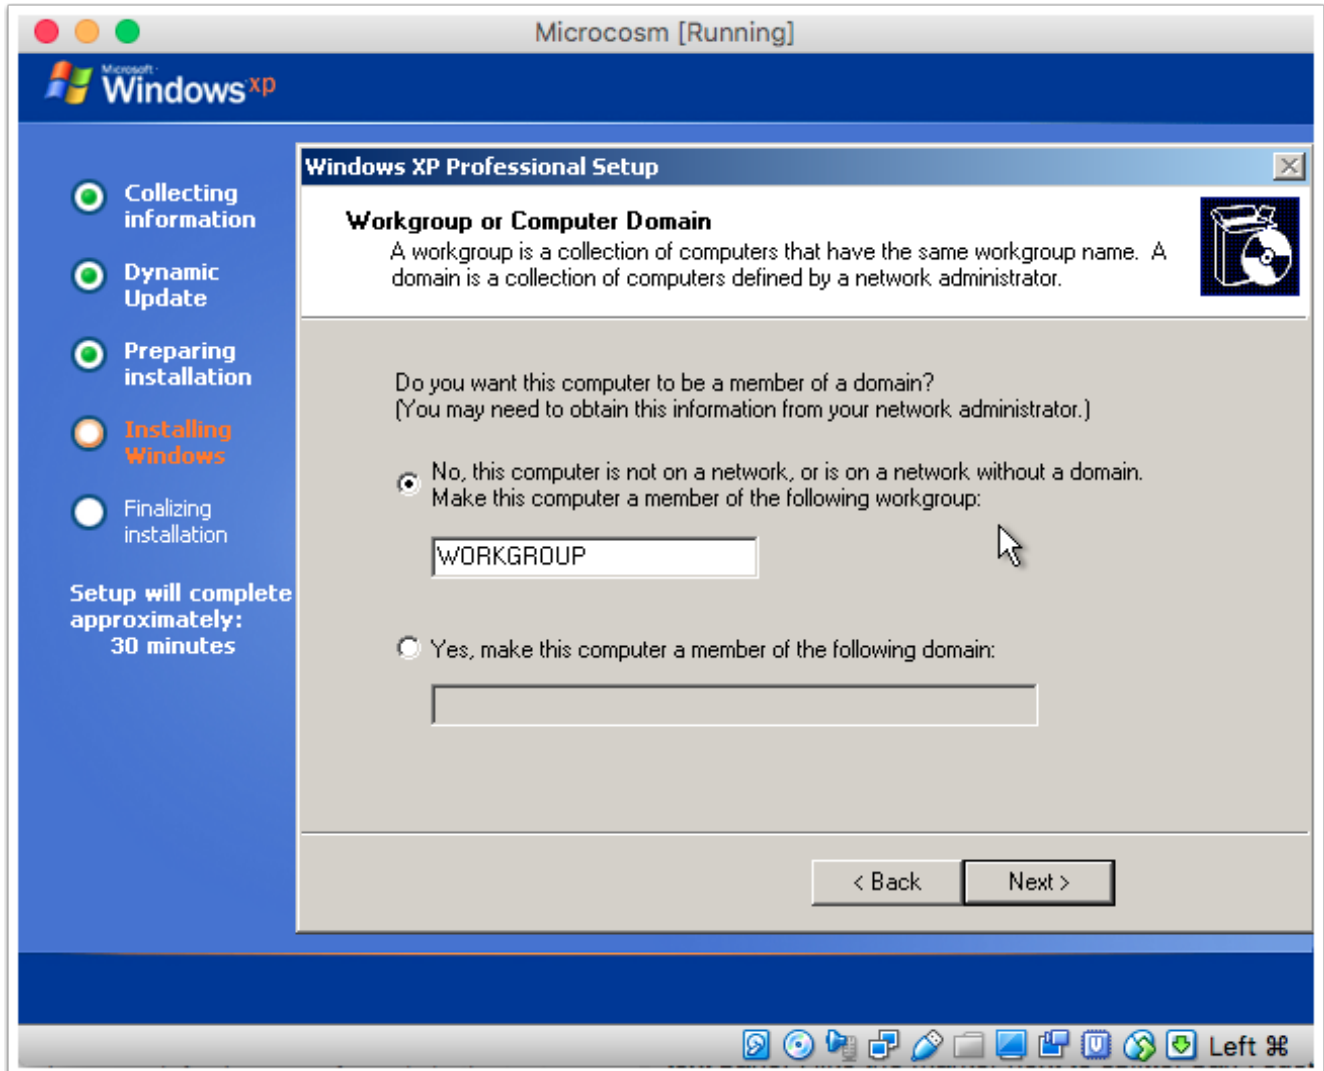 Microcosm [Running]
Microsoft
Windows xp
Collecting
information
Dynamic
Update
Preparing
installation
Installing
Windows
Finalizing
installation
Setup will complete
approximately:
30 minutes
Windows XP Professional Setup
Workgroup or Computer Domain
A workgroup is a collection of computers that have the same workgroup name. A
domain is a collection of computers defined by a network administrator.
Do you want this computer to be a member of a domain?
(You may need to obtain this information from your network administrator.)
No, this computer is not on a network, or is on a network without a domain.
Make this computer a member of the following workgroup:
WORKGROUP
Yes, make this computer a member of the following domain:
< Back
Next >
Left ⌘